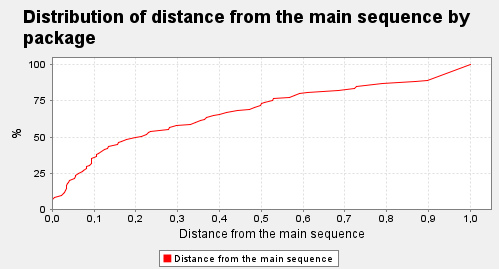 Distribution of distance from the main sequence by
package
100
75
50
25
0
%
0,0 0,1 0,2 0,3 0,4 0,5 0,6 0,7 0,8 0,9 1,0
Distance from the main sequence
Distance from the main sequence